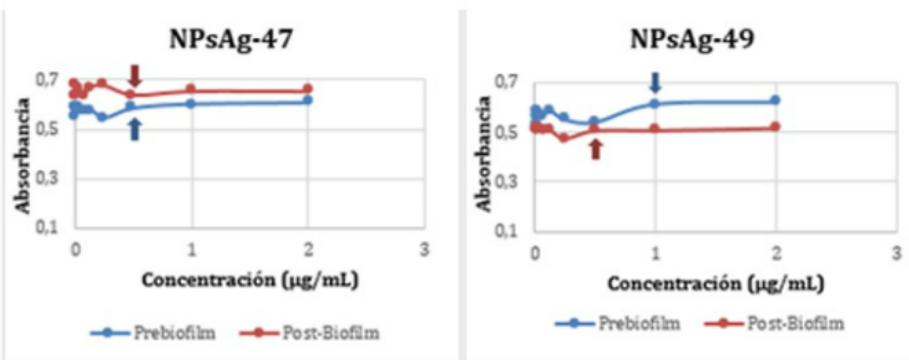 NPsAg-47
0,7
0,5
0,3
0,1
Absorbancia
0 1 2 3
Concentración (µg/mL)
Prebiofilm Post-Biofilm
NPsAg-49
0,7
0,5
0,3
0,1
Absorbancia
0 1 2 3
Concentración (µg/mL)
Prebiofilm Post-Biofilm